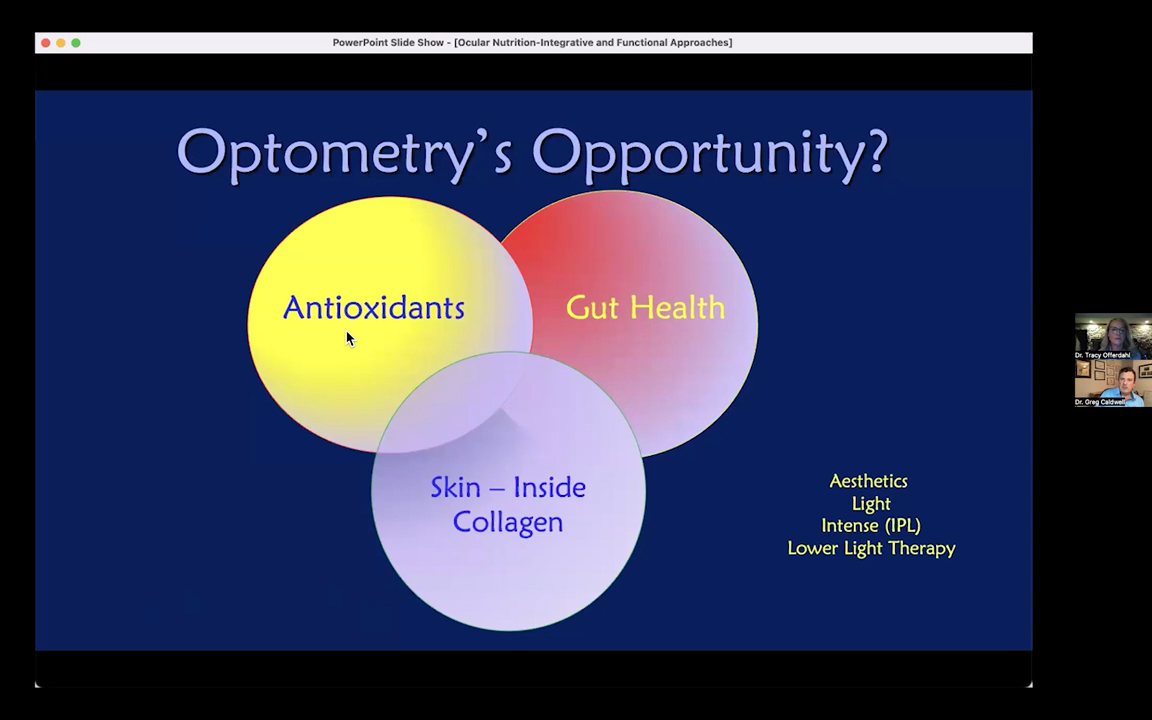 PowerPoint Slide Show - [Ocular Nutrition-Integrative and Functional Approaches]
Optometry's Opportunity?
Antioxidants
Gut Health
Skin – Inside
Collagen
Aesthetics
Light
Intense (IPL)
Lower Light Therapy
Dr. Tracy Offerdahl
Dr. Greg Caldwell